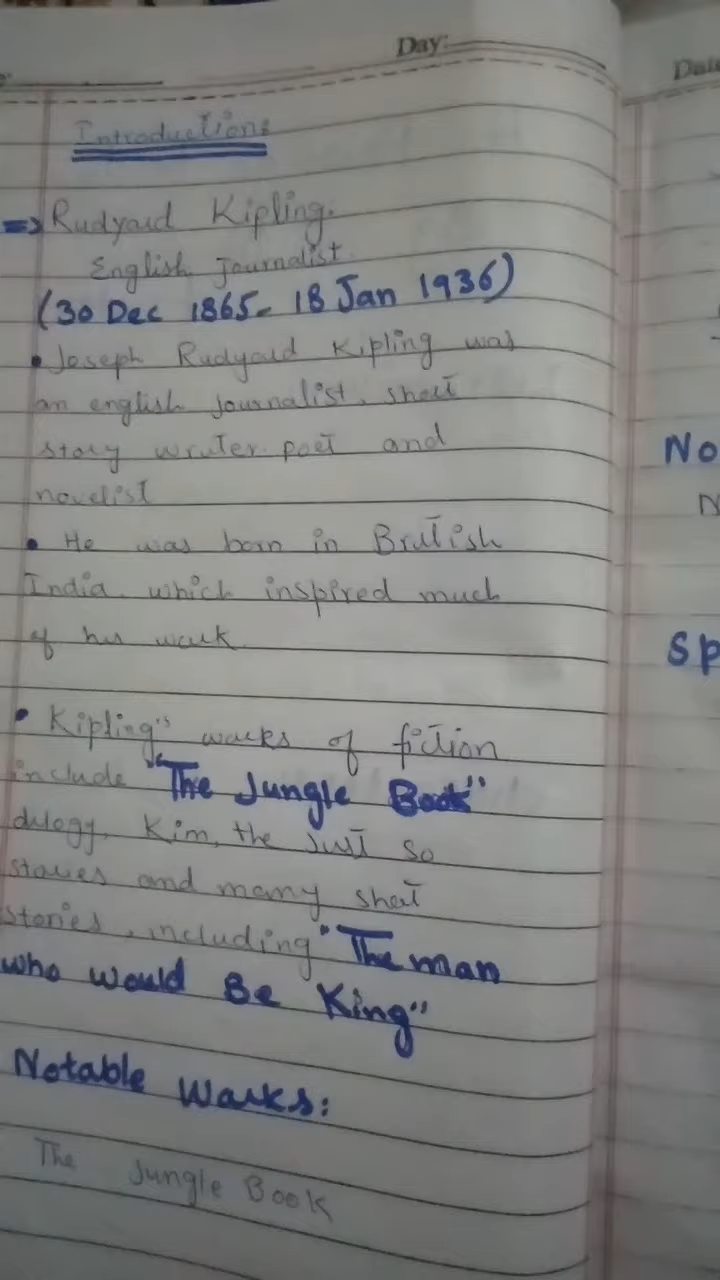 Day:
Date
Introduction:
⇒ Rudyard Kipling.
English journalist.
(30 Dec 1865- 18 Jan 1936)
• Joseph Rudyard Kipling was
an english journalist, short
story writer. poet and
novelist
• He was born in British
India. which inspired much
of his work.
• Kipling's works of fiction
include "The Jungle Book"
dulogy, Kim, the Just so
stories and many short
stories, including "The man
who would Be King"
Notable Works:
The Jungle Book
No
N
Sp